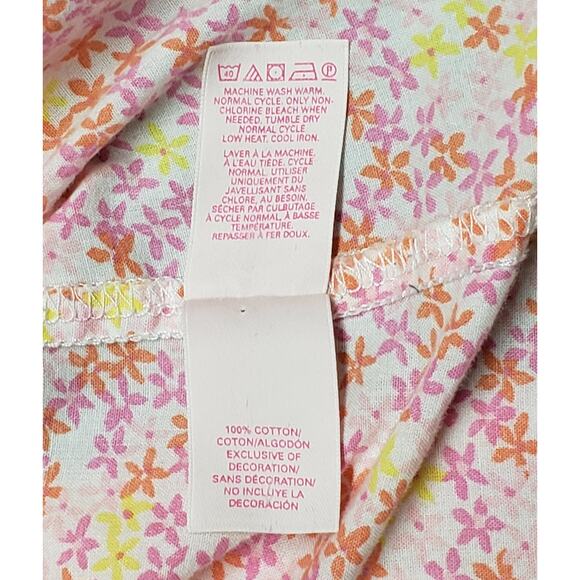 40 P
MACHINE WASH WARM,
NORMAL CYCLE. ONLY NON-
CHLORINE BLEACH WHEN
NEEDED. TUMBLE DRY
NORMAL CYCLE
LOW HEAT. COOL IRON.
LAVER À LA MACHINE,
À L'EAU TIÈDE. CYCLE
NORMAL. UTILISER
UNIQUEMENT DU
JAVELLISANT SANS
CHLORE, AU BESOIN.
SÉCHER PAR CULBUTAGE
À CYCLE NORMAL, À BASSE
TEMPÉRATURE.
REPASSER À FER DOUX.
100% COTTON/
COTON/ALGODÓN
EXCLUSIVE OF
DECORATION/
SANS DÉCORATION/
NO INCLUYE LA
DECORACIÓN